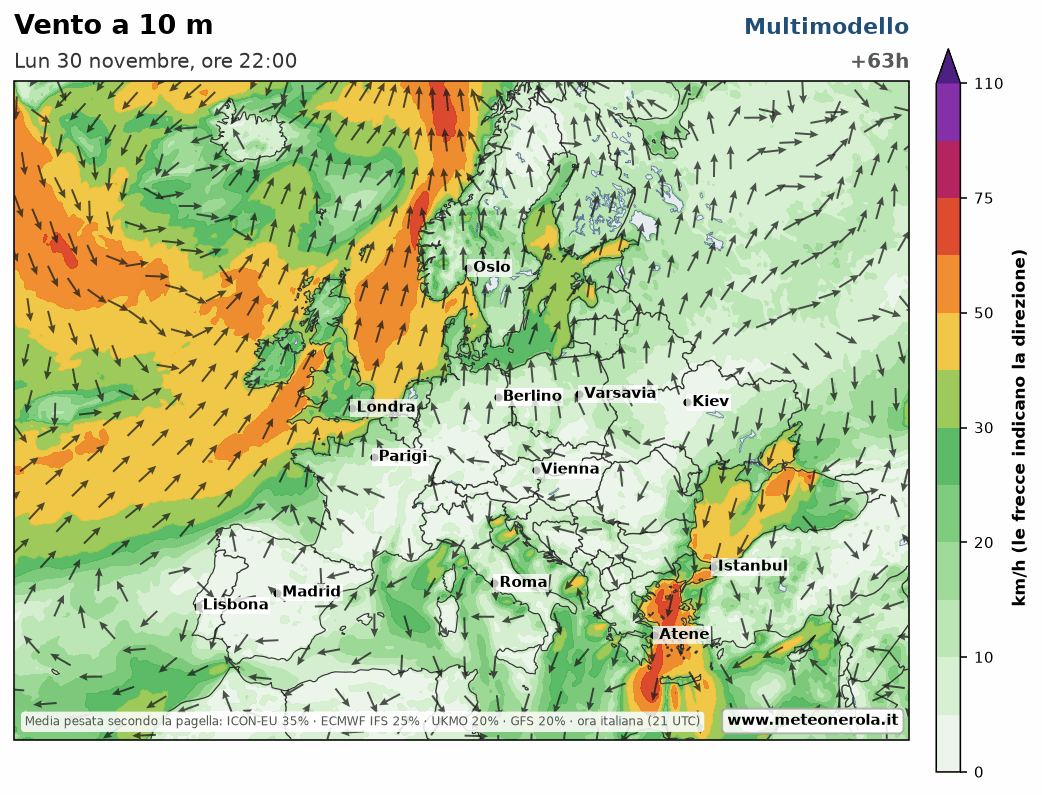 Vento a 10 m
Multimodello
Lun 30 novembre, ore 22:00
+63h
110
75
50
30
20
10
0
km/h (le frecce indicano la direzione)
Oslo
Berlino
Varsavia
Kiev
Londra
Parigi
Vienna
Istanbul
Roma
Madrid
Lisbona
Atene
Media pesata secondo la pagella: ICON-EU 35% · ECMWF IFS 25% · UKMO 20% · GFS 20% · ora italiana (21 UTC)
www.meteonerola.it